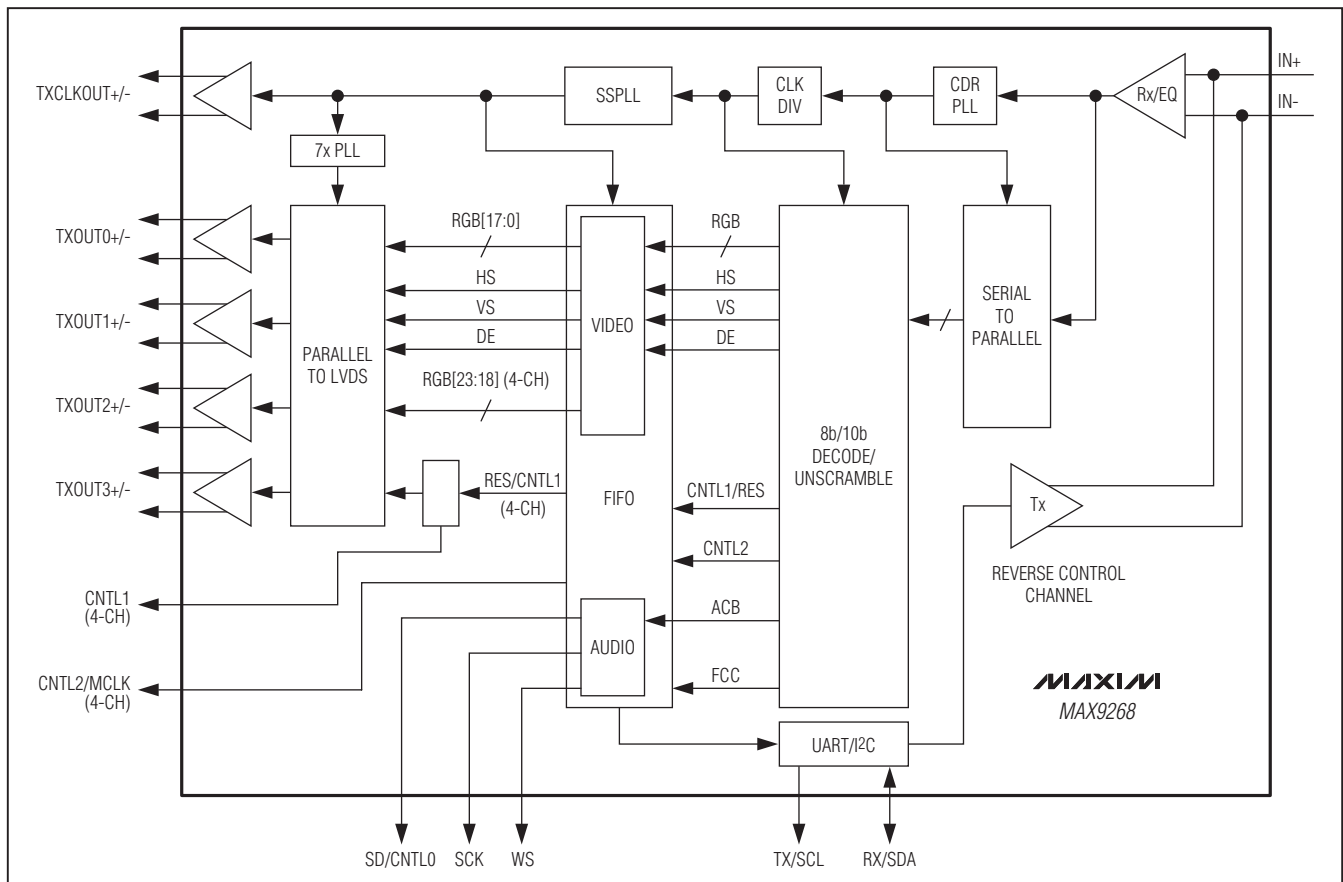 IN+
TXCLKOUT+/-
SSPLL
CLK
DIV
CDR
PLL
Rx/EQ
IN-
7x PLL
TXOUT0+/-
RGB[17:0]
RGB
HS
HS
VS
VS
DE
DE
TXOUT1+/-
VIDEO
SERIAL
TO
PARALLEL
PARALLEL
TO LVDS
RGB[23:18] (4-CH)
TXOUT2+/-
8b/10b
DECODE/
UNSCRAMBLE
TXOUT3+/-
RES/CNTL1
(4-CH)
FIFO
CNTL1/RES
Tx
CNTL2
REVERSE CONTROL
CHANNEL
CNTL1
(4-CH)
ACB
AUDIO
CNTL2/MCLK
(4-CH)
FCC
MAXIM
MAX9268
UART/I2C
SD/CNTL0
SCK
WS
TX/SCL
RX/SDA